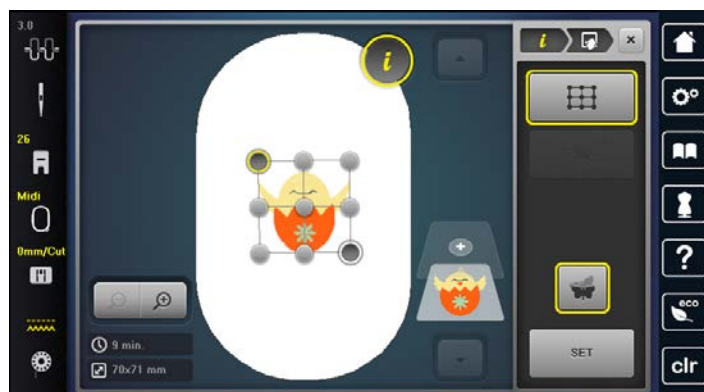 3.0
26
Midi
0mm/Cut
i
i
×
9 min.
70x71 mm
SET
?
eco
clr